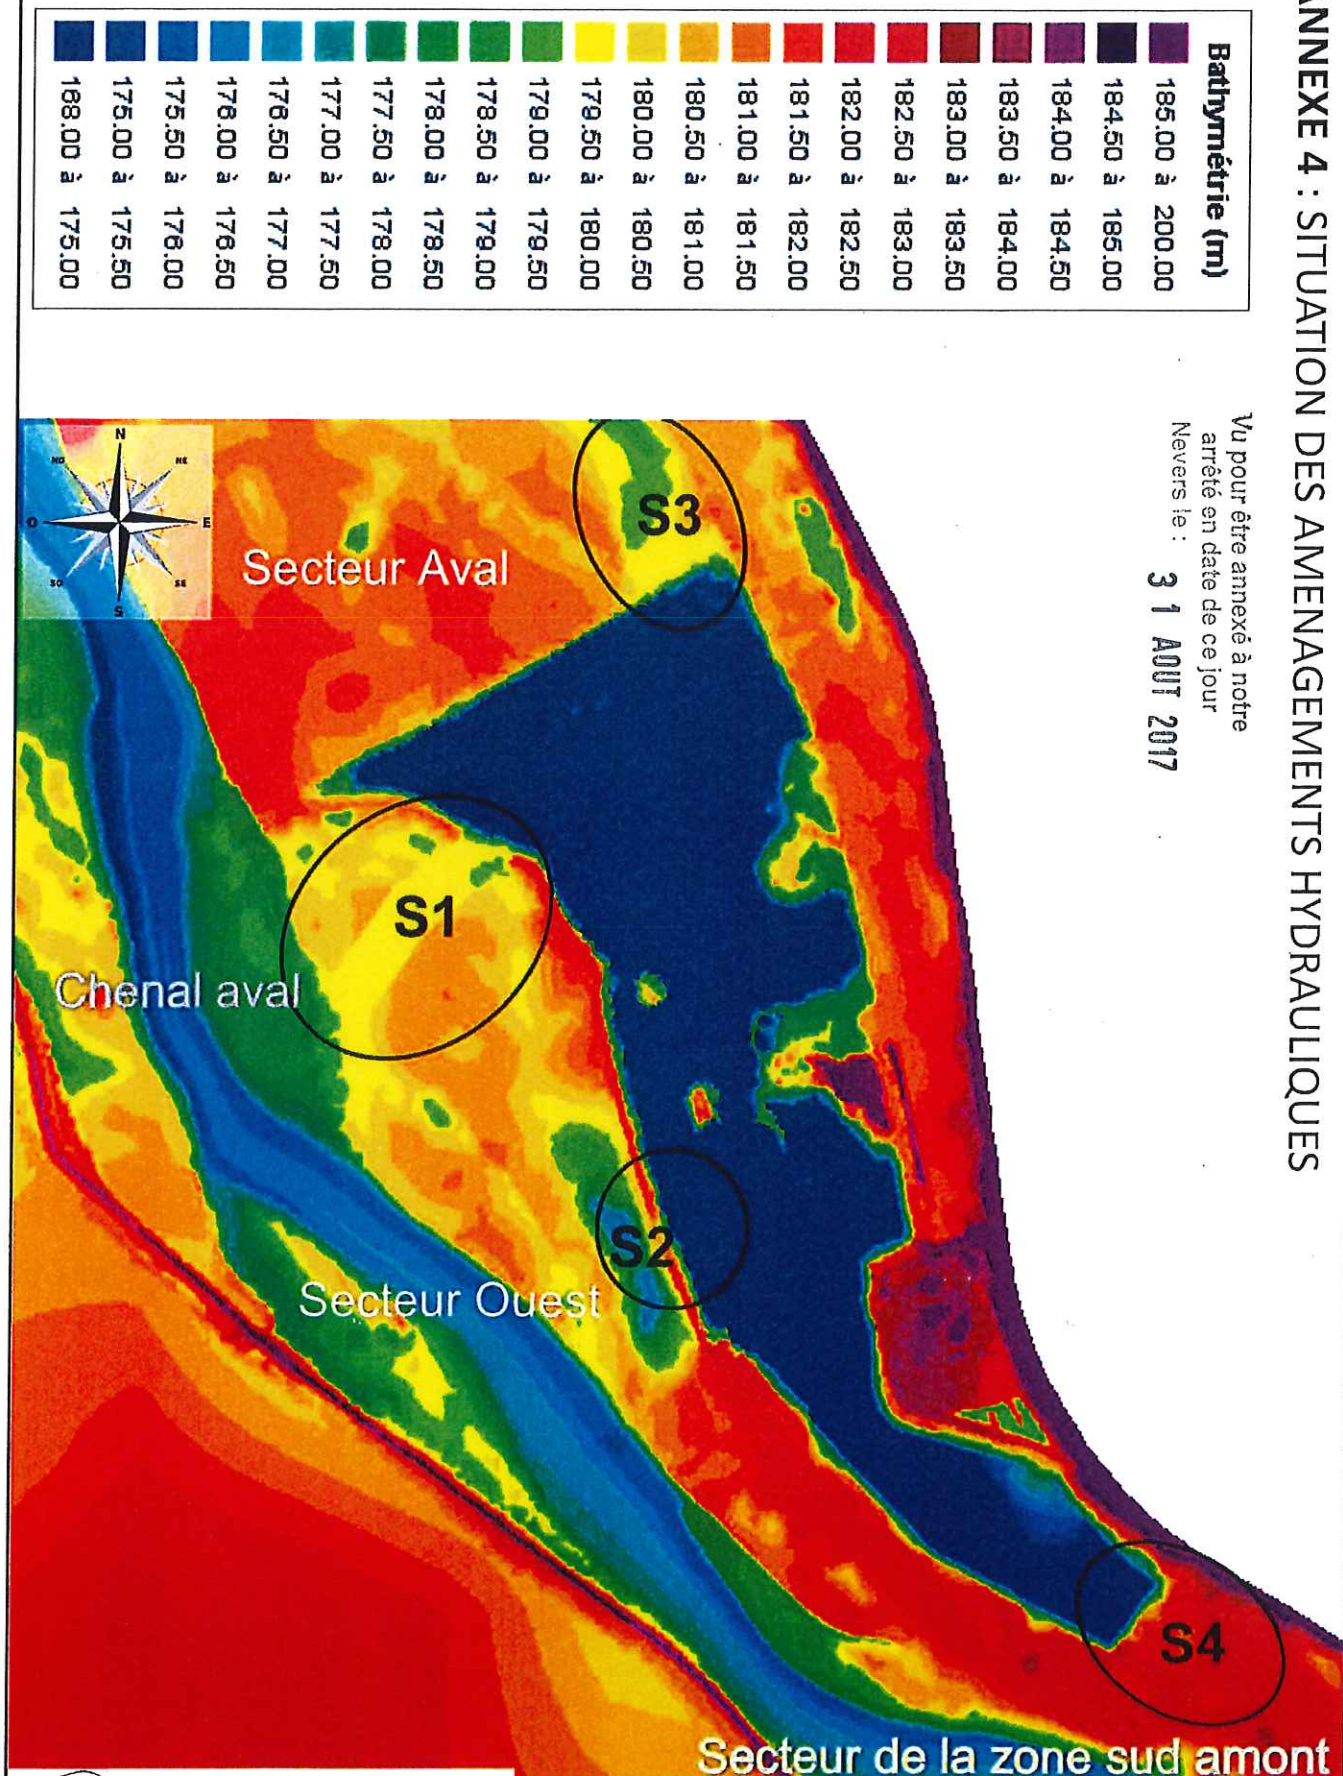 ANNEXE 4 : SITUATION DES AMENAGEMENTS HYDRAULIQUES
Vu pour être annexé à notre
arrêté en date de ce jour
Nevers le : 31 AOUT 2017
Bathymétrie (m)
185.00 à 200.00
184.50 à 185.00
184.00 à 184.50
183.50 à 184.00
183.00 à 183.50
182.50 à 183.00
182.00 à 182.50
181.50 à 182.00
181.00 à 181.50
180.50 à 181.00
180.00 à 180.50
179.50 à 180.00
179.00 à 179.50
178.50 à 179.00
178.00 à 178.50
177.50 à 178.00
177.00 à 177.50
176.50 à 177.00
176.00 à 176.50
175.50 à 176.00
175.00 à 175.50
168.00 à 175.00
N
NO
NE
O
E
SO
SE
S
S3
Secteur Aval
S1
Chenal aval
S2
Secteur Ouest
S4
Secteur de la zone sud amont